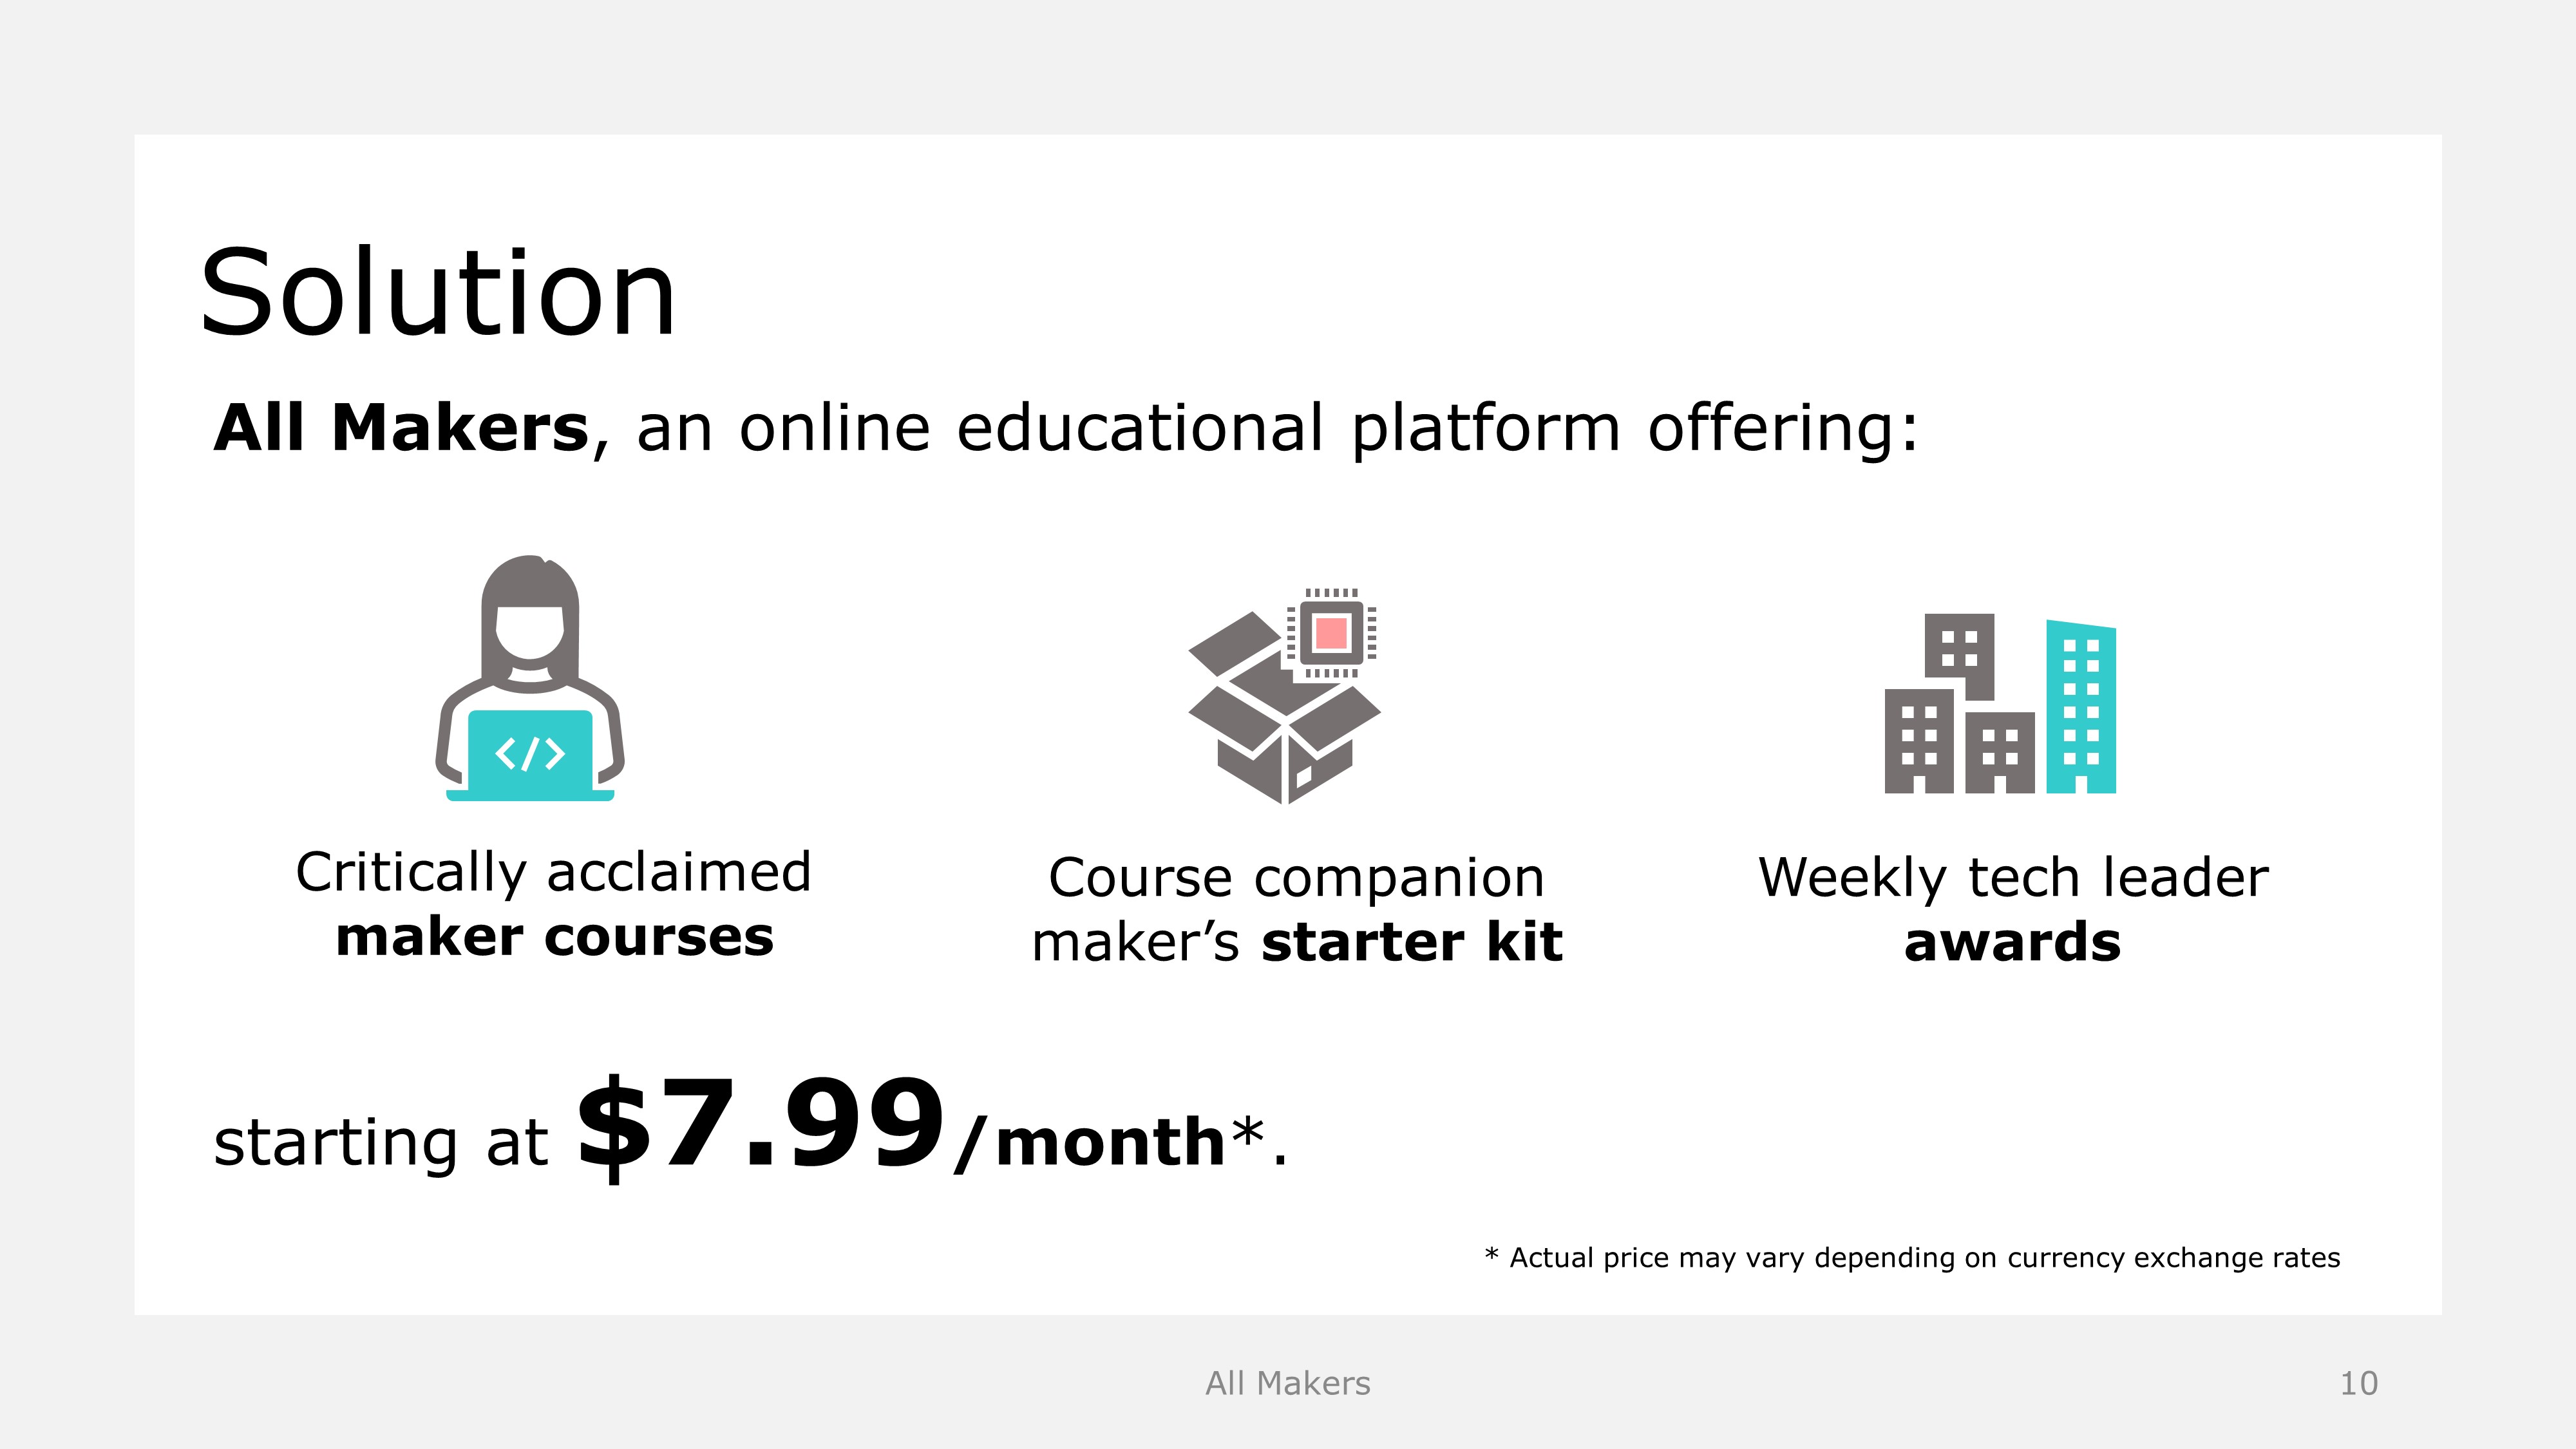 Solution
All Makers, an online educational platform offering:
</>
Critically acclaimed
maker courses
Course companion
maker’s starter kit
Weekly tech leader
awards
starting at $7.99/month*.
* Actual price may vary depending on currency exchange rates
All Makers
10